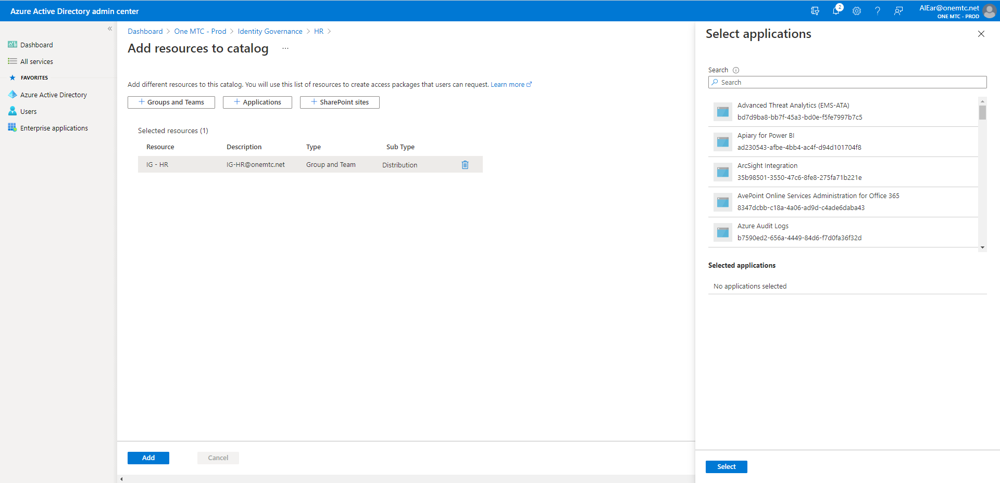 Azure Active Directory admin center
2
AlEar@onemtc.net
ONE MTC - PROD
Dashboard
All services
FAVORITES
Azure Active Directory
Users
Enterprise applications
Dashboard > One MTC - Prod > Identity Governance > HR >
Add resources to catalog ...
Add different resources to this catalog. You will use this list of resources to create access packages that users can request. Learn more
+ Groups and Teams + Applications + SharePoint sites
Selected resources (1)
Resource Description Type Sub Type
IG - HR IG-HR@onemtc.net Group and Team Distribution
Add Cancel
Select applications
Search
Search
Advanced Threat Analytics (EMS-ATA)
bd7d9ba8-bb7f-45a3-bd0e-f5fe7997b7c5
Apiary for Power BI
ad230543-afbe-4bb4-ac4f-d94d101704f8
ArcSight Integration
35b98501-3550-47c6-8fe8-275fa71b221e
AvePoint Online Services Administration for Office 365
8347dcbb-c18a-4a06-ad9d-c4ade6daba43
Azure Audit Logs
b7590ed2-656a-4449-84d6-f7d0fa36f32d
Selected applications
No applications selected
Select